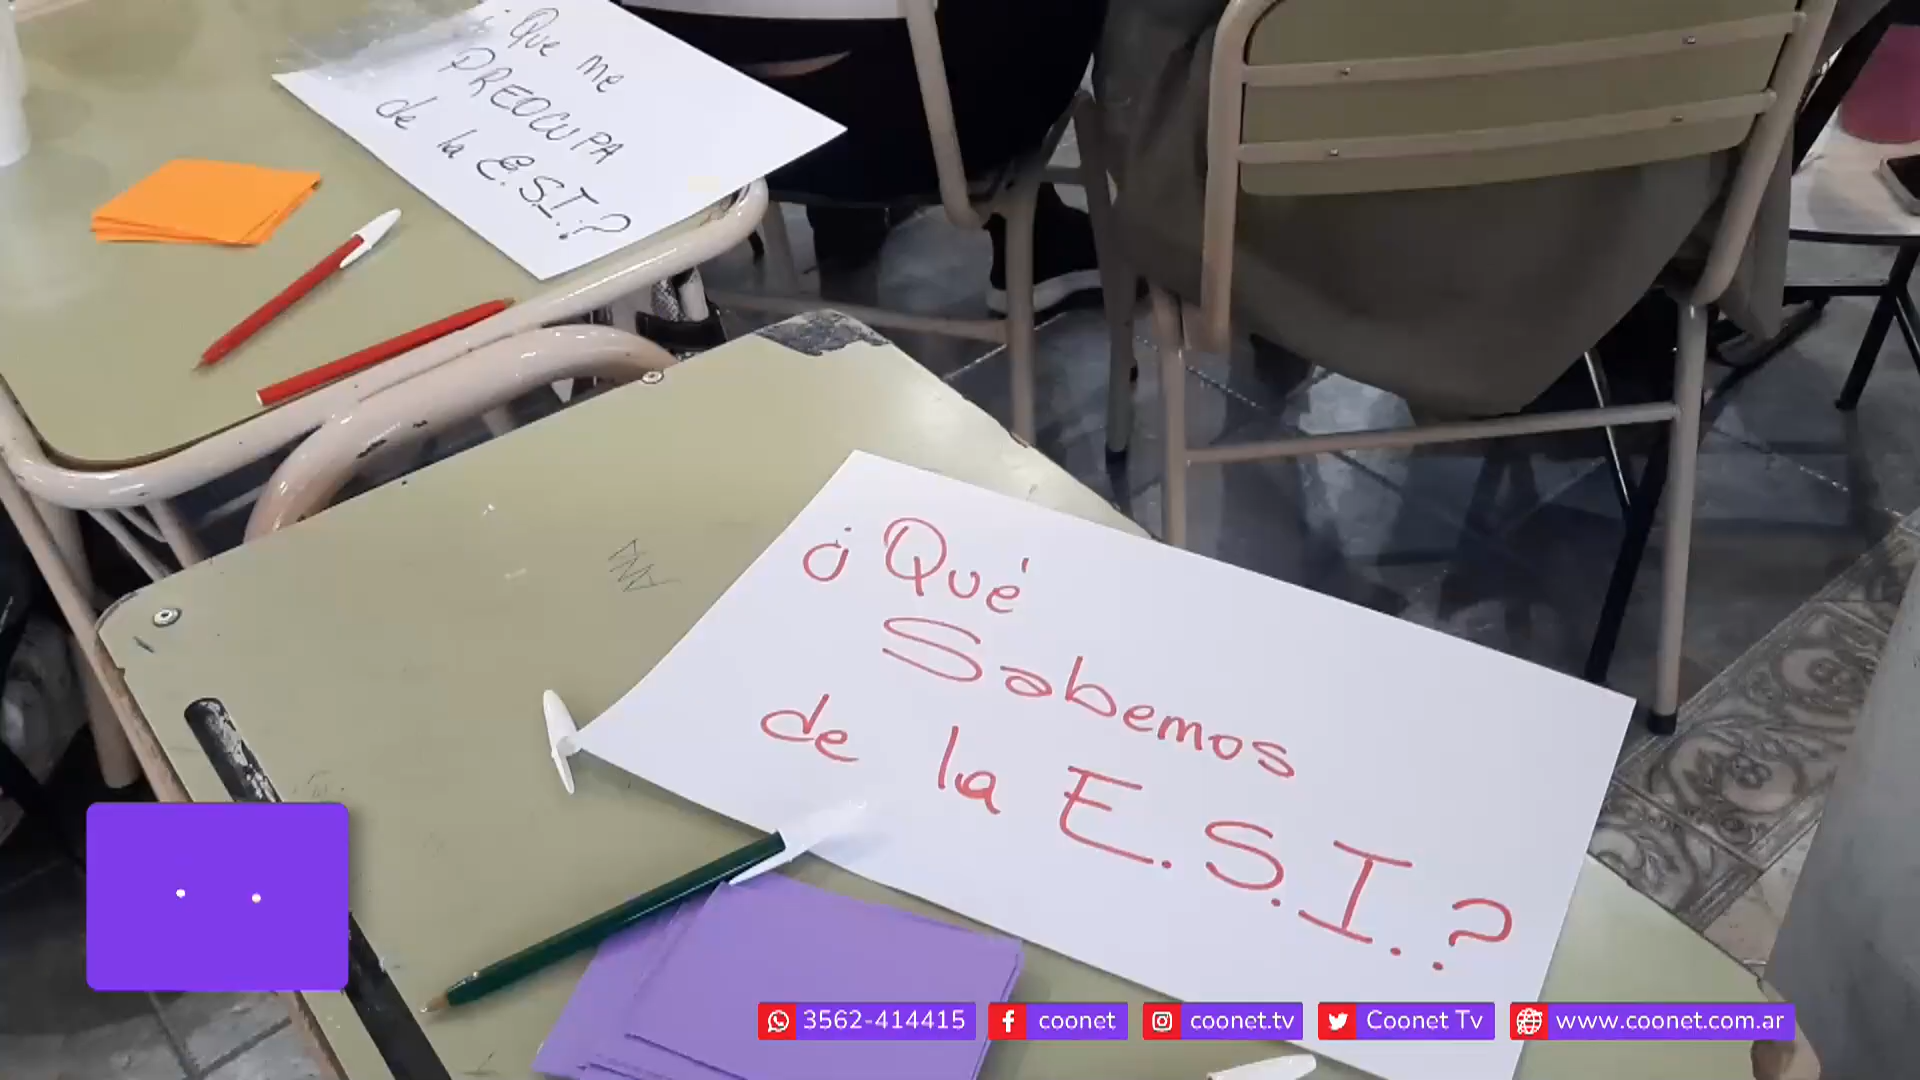 ¿Que me
PREOCUPA
de la E.S.I.?
¿Qué
Sabemos
de la E.S.I.?
3562-414415
coonet
coonet.tv
Coonet Tv
www.coonet.com.ar